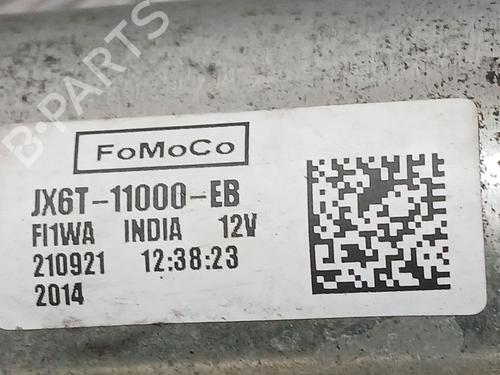 B-PARTS
FoMoCo
JX6T-11000-EB
FI1WA INDIA 12V
210921 12:38:23
2014